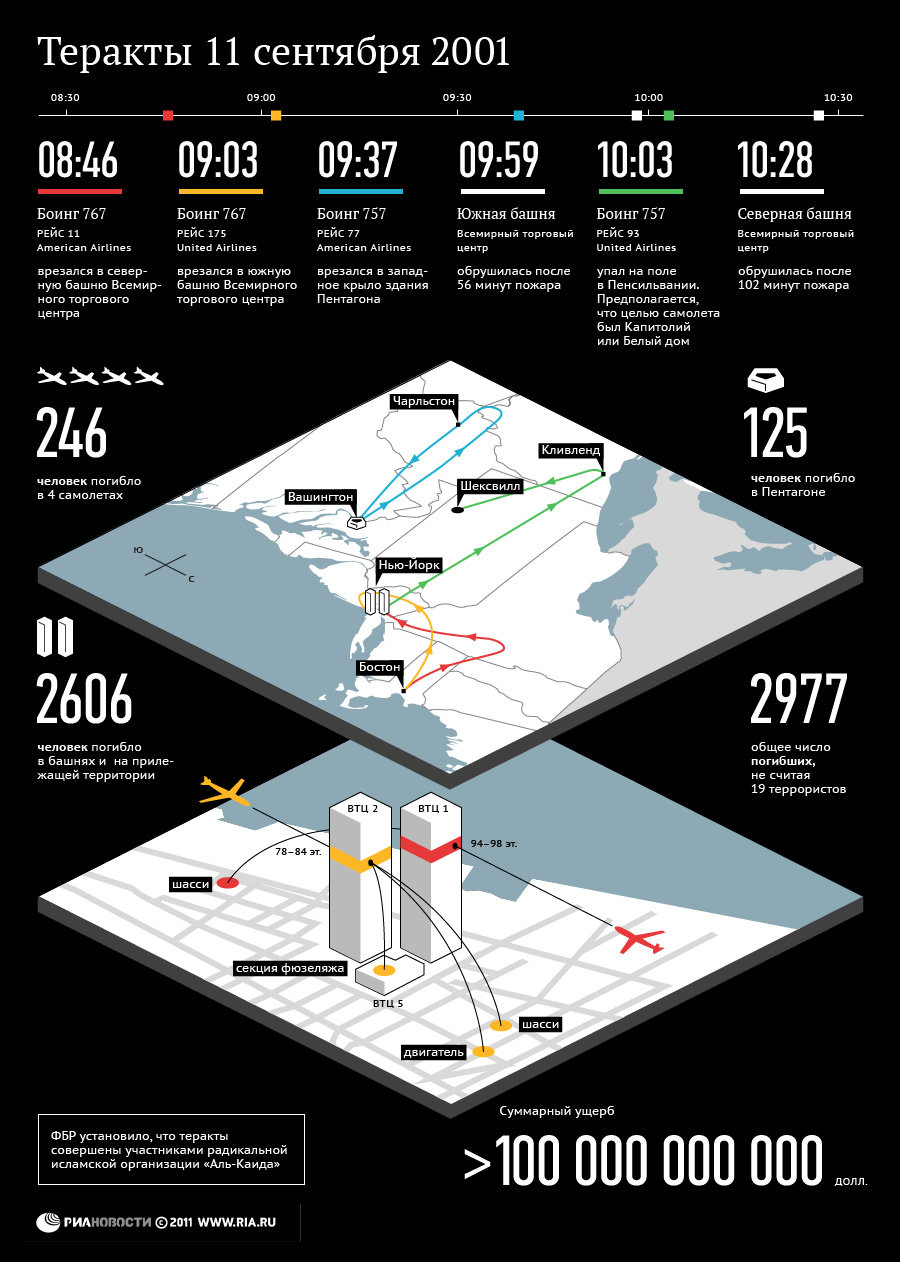 Теракты 11 сентября 2001
08:30
09:00
09:30
10:00
10:30
08:46
Боинг 767
РЕЙС 11
American Airlines
врезался в север-
ную башню Всемир-
ного торгового
центра
09:03
Боинг 767
РЕЙС 175
United Airlines
врезался в южную
башню Всемирного
торгового центра
09:37
Боинг 757
РЕЙС 77
American Airlines
врезался в запад-
ное крыло здания
Пентагона
09:59
Южная башня
Всемирный торговый
центр
обрушилась после
56 минут пожара
10:03
Боинг 757
РЕЙС 93
United Airlines
упал на поле
в Пенсильвании.
Предполагается,
что целью самолета
был Капитолий
или Белый дом
10:28
Северная башня
Всемирный торговый
центр
обрушилась после
102 минут пожара
246
человек погибло
в 4 самолетах
125
человек погибло
в Пентагоне
Чарльстон
Кливленд
Шексвилл
Вашингтон
Ю
С
Нью-Йорк
Бостон
2606
человек погибло
в башнях и на приле-
жащей территории
2977
общее число
погибших,
не считая
19 террористов
ВТЦ 2
ВТЦ 1
78–84 эт.
94–98 эт.
шасси
секция фюзеляжа
ВТЦ 5
шасси
двигатель
Суммарный ущерб
>100 000 000 000
долл.
ФБР установило, что теракты
совершены участниками радикальной
исламской организации «Аль-Каида»
РИАНОВОСТИ © 2011 WWW.RIA.RU